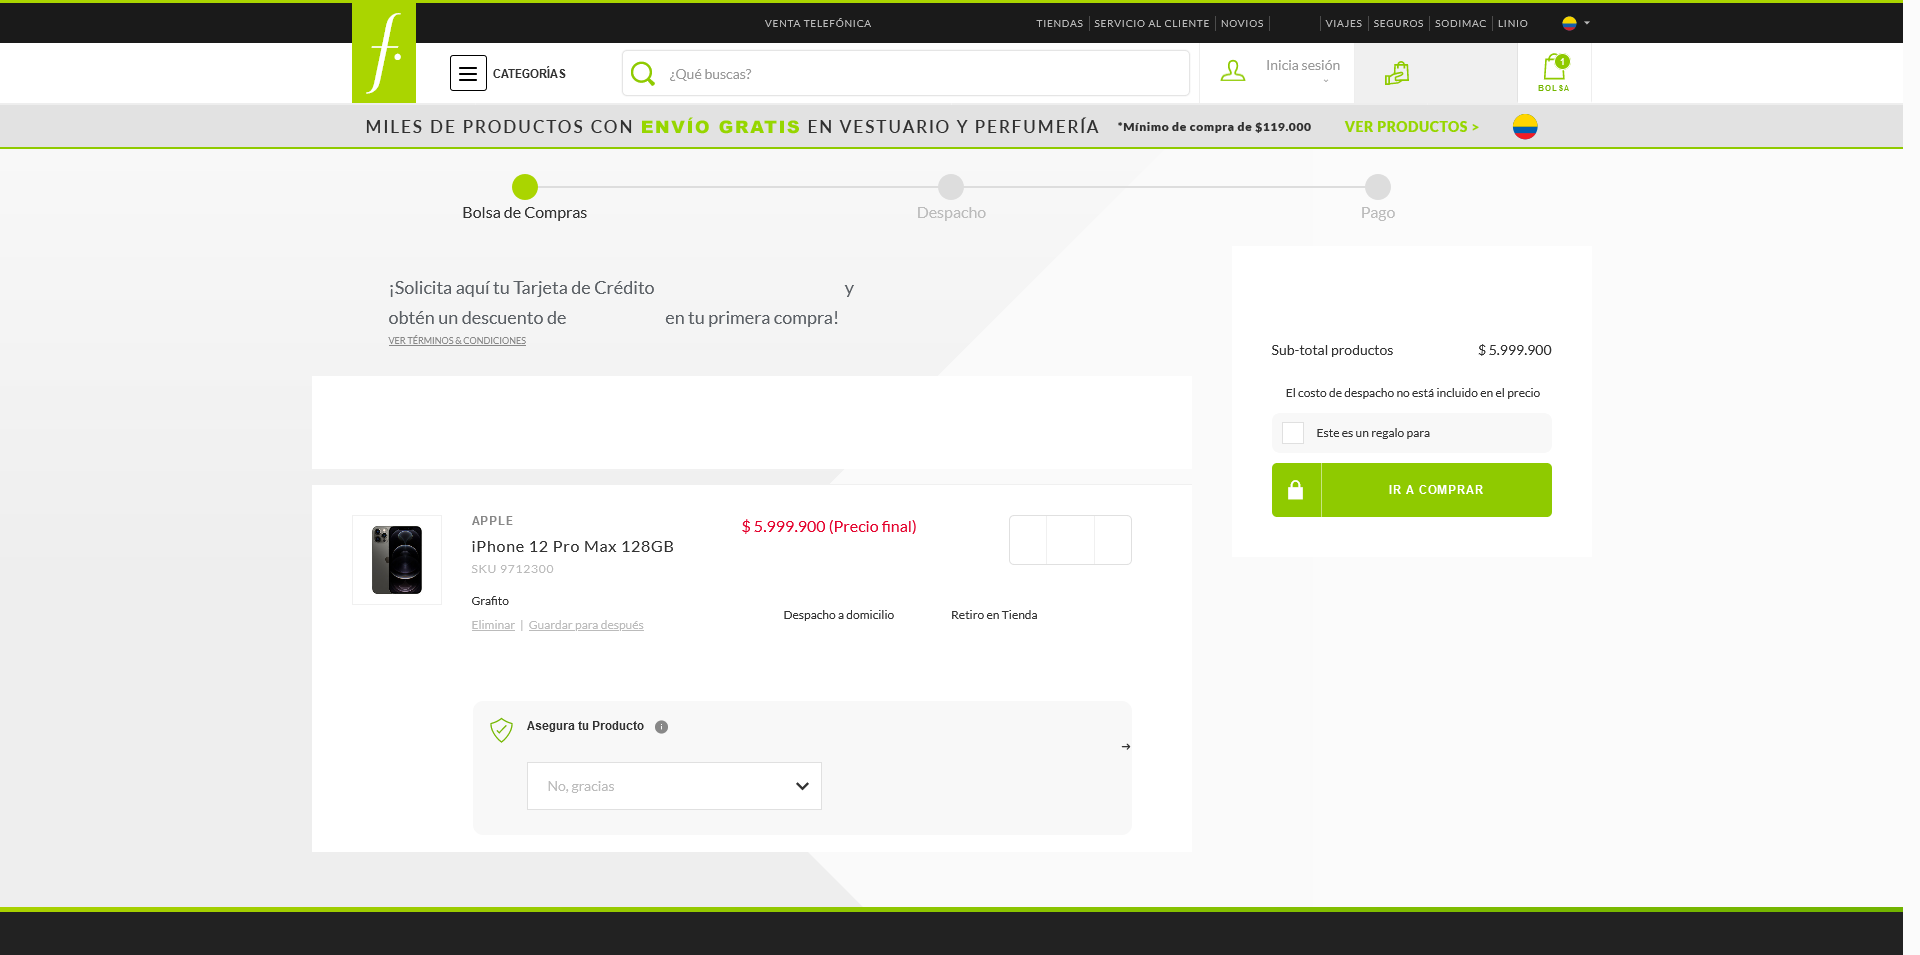 VENTA TELEFÓNICA
TIENDAS | SERVICIO AL CLIENTE | NOVIOS | | VIAJES | SEGUROS | SODIMAC | LINIO
f.
CATEGORÍAS
¿Qué buscas?
Inicia sesión
1
BOLSA
MILES DE PRODUCTOS CON ENVÍO GRATIS EN VESTUARIO Y PERFUMERÍA *Mínimo de compra de $119.000 VER PRODUCTOS >
Bolsa de Compras
Despacho
Pago
¡Solicita aquí tu Tarjeta de Crédito y
obtén un descuento de en tu primera compra!
VER TÉRMINOS & CONDICIONES
Sub-total productos $ 5.999.900
El costo de despacho no está incluido en el precio
Este es un regalo para
IR A COMPRAR
APPLE
iPhone 12 Pro Max 128GB
SKU 9712300
Grafito
Eliminar | Guardar para después
$ 5.999.900 (Precio final)
Despacho a domicilio
Retiro en Tienda
Asegura tu Producto
No, gracias